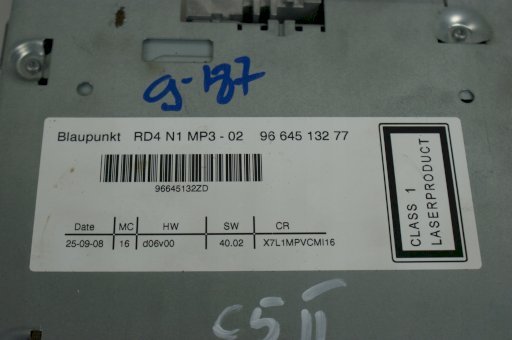 g-187
Blaupunkt RD4 N1 MP3 - 02 96 645 132 77
96645132ZD
Date MC HW SW CR
25-09-08 16 d06v00 40.02 X7L1MPVCMI16
CLASS 1
LASERPRODUCT
C5 II